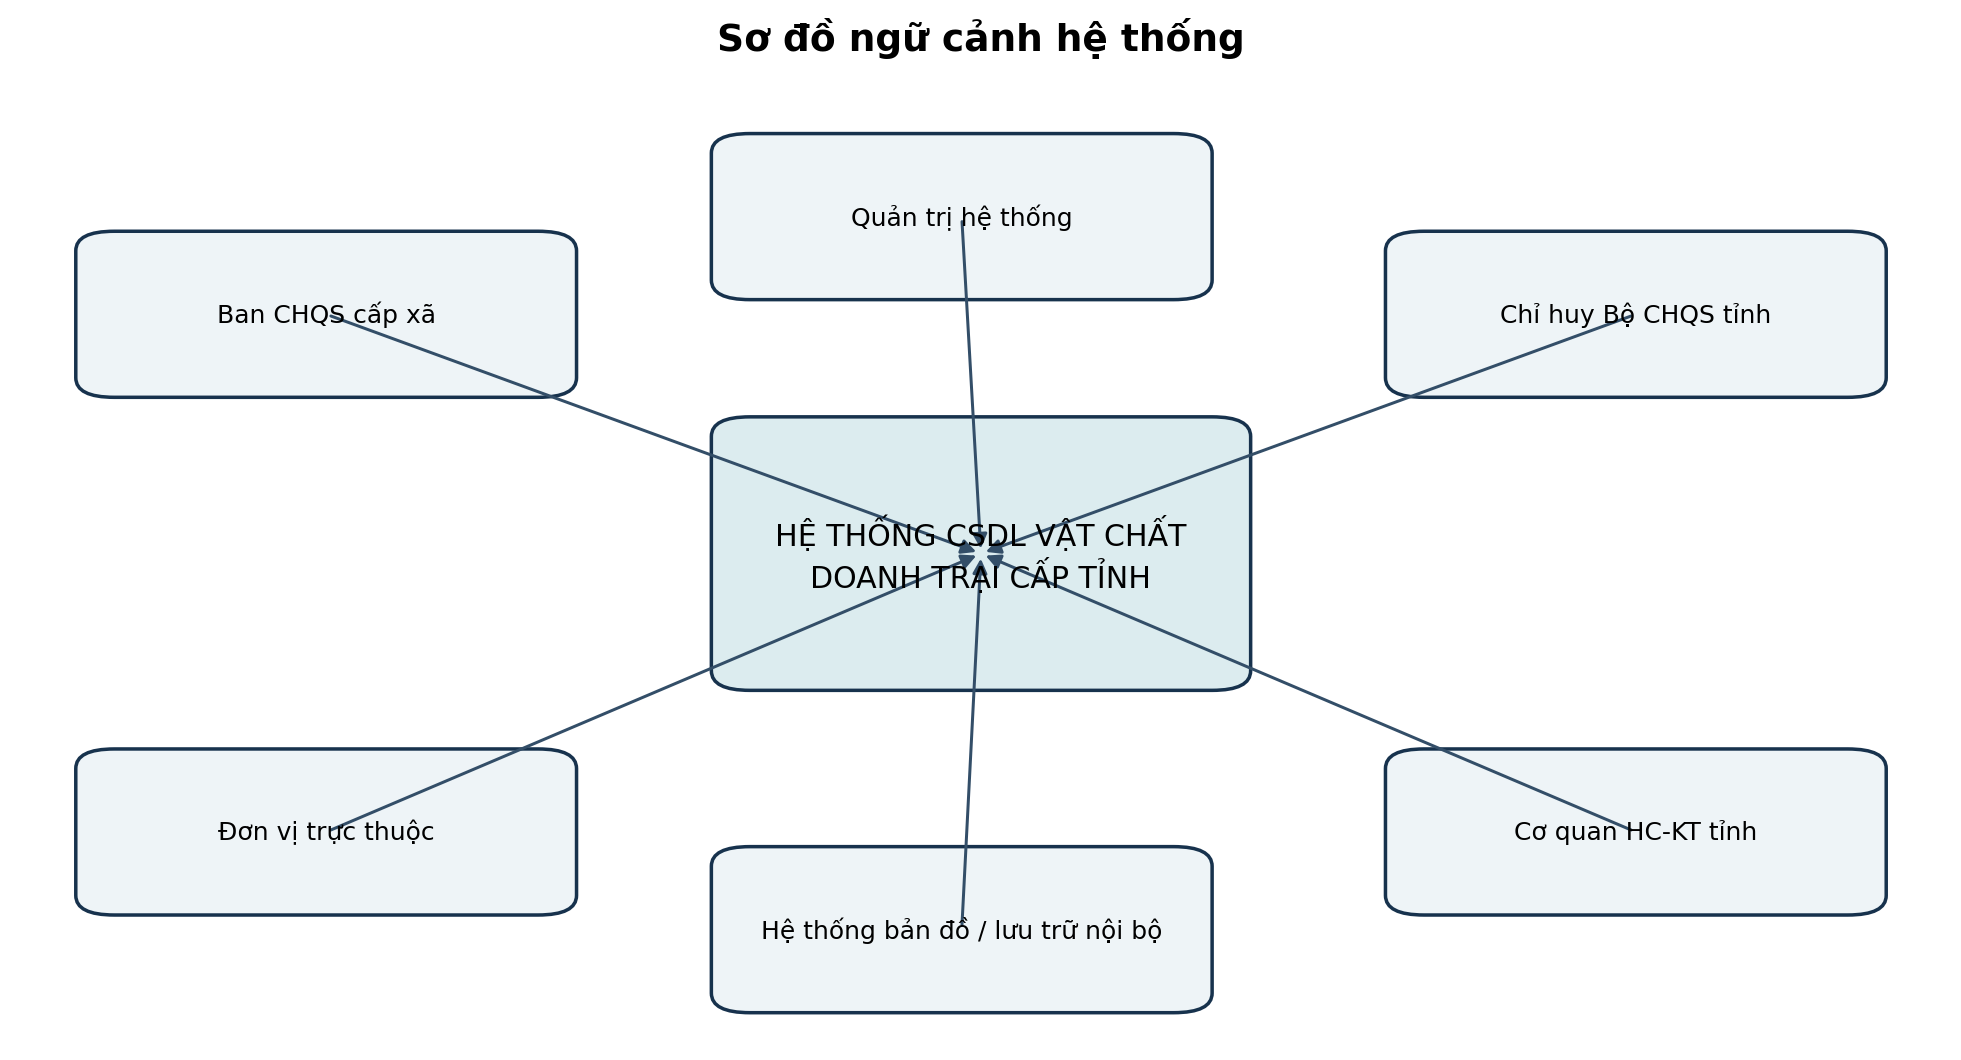 Sơ đồ ngữ cảnh hệ thống
Quản trị hệ thống
Ban CHQS cấp xã
Chỉ huy Bộ CHQS tỉnh
HỆ THỐNG CSDL VẬT CHẤT
DOANH TRẠI CẤP TỈNH
Đơn vị trực thuộc
Cơ quan HC-KT tỉnh
Hệ thống bản đồ / lưu trữ nội bộ